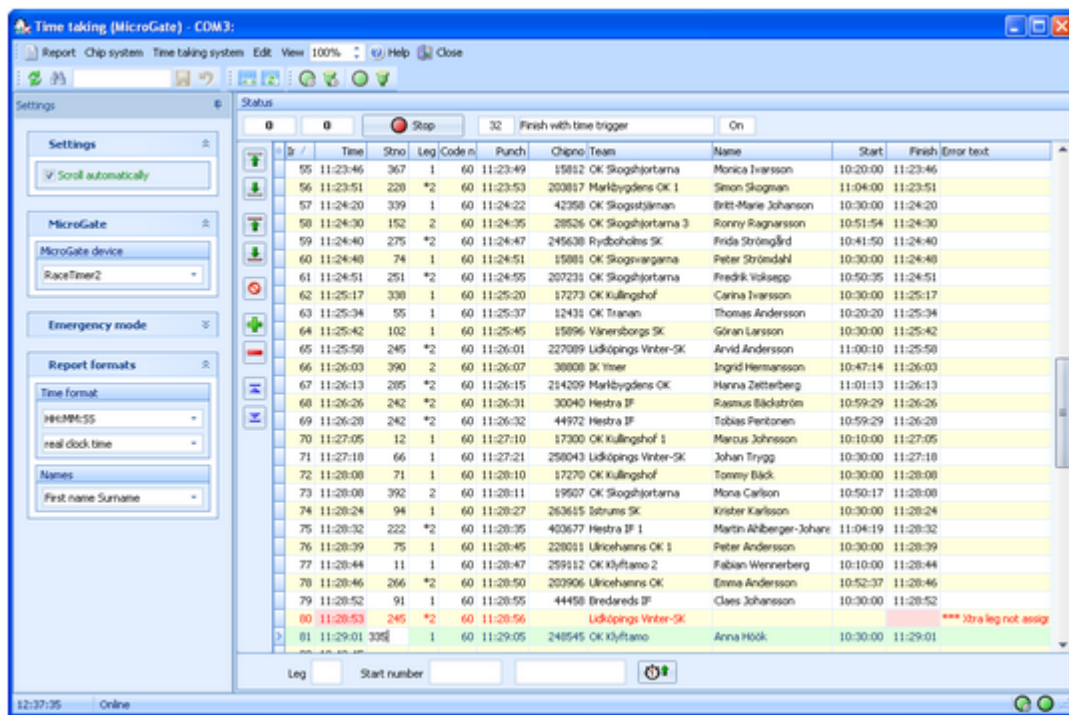 Time taking (MicroGate) - COM3:
Report Chip system Time taking system Edit View 100% Help Close
Settings
Status
0 0 Stop 32 Finish with time trigger On
Settings
Scroll automatically
MicroGate
MicroGate device
RaceTimer2
Emergency mode
Report formats
Time format
HH:MM:SS
real clock time
Names
First name Surname
Time Stno Leg Code n Punch Chipno Team Name Start Finish Error text
55 11:23:46 367 1 60 11:23:49 15812 OK Skogshjortarna Monica Ivarsson 10:20:00 11:23:46
56 11:23:51 228 *2 60 11:23:53 203817 Markbygdens OK 1 Simon Skogman 11:04:00 11:23:51
57 11:24:20 339 1 60 11:24:22 42358 OK Skogsstjärnan Britt-Marie Johanson 10:30:00 11:24:20
58 11:24:30 152 2 60 11:24:35 28526 OK Skogshjortarna 3 Ronny Ragnarsson 10:51:54 11:24:30
59 11:24:40 275 *2 60 11:24:47 245638 Rydboholms SK Frida Strömgård 10:41:50 11:24:40
60 11:24:48 74 1 60 11:24:51 15881 OK Skogsvargarna Peter Strömdahl 10:30:00 11:24:48
61 11:24:51 251 *2 60 11:24:55 207231 OK Skogshjortarna Fredrik Voksepp 10:50:35 11:24:51
62 11:25:17 338 1 60 11:25:20 17273 OK Kullingshof Carina Ivarsson 10:30:00 11:25:17
63 11:25:34 55 1 60 11:25:37 12431 OK Tranan Thomas Andersson 10:20:20 11:25:34
64 11:25:42 102 1 60 11:25:45 15896 Vänersborgs SK Göran Larsson 10:30:00 11:25:42
65 11:25:58 245 *2 60 11:26:01 227089 Lidköpings Vinter-SK Arvid Andersson 11:00:10 11:25:58
66 11:26:03 390 2 60 11:26:07 38808 IK Ymer Ingrid Hermansson 10:47:14 11:26:03
67 11:26:13 285 *2 60 11:26:15 214209 Markbygdens OK Hanna Zetterberg 11:01:13 11:26:13
68 11:26:26 242 *2 60 11:26:31 30040 Hestra IF Rasmus Bäckström 10:59:29 11:26:26
69 11:26:28 242 *2 60 11:26:32 44972 Hestra IF Tobias Pentonen 10:59:29 11:26:28
70 11:27:05 12 1 60 11:27:10 17300 OK Kullingshof 1 Marcus Johnsson 10:10:00 11:27:05
71 11:27:18 66 1 60 11:27:21 258043 Lidköpings Vinter-SK Johan Trygg 10:30:00 11:27:18
72 11:28:08 71 1 60 11:28:10 17270 OK Kullingshof Tommy Bäck 10:30:00 11:28:08
73 11:28:08 392 2 60 11:28:11 19507 OK Skogshjortarna Mona Carlson 10:50:17 11:28:08
74 11:28:24 94 1 60 11:28:27 263615 Istrums SK Krister Karlsson 10:30:00 11:28:24
75 11:28:32 222 *2 60 11:28:35 403677 Hestra IF 1 Martin Ahlberger-Johans 11:04:19 11:28:32
76 11:28:39 75 1 60 11:28:45 228011 Ulricehamns OK 1 Peter Andersson 10:30:00 11:28:39
77 11:28:44 11 1 60 11:28:47 259112 OK Klyftamo 2 Fabian Wennerberg 10:10:00 11:28:44
78 11:28:46 266 *2 60 11:28:50 203906 Ulricehamns OK Emma Andersson 10:52:37 11:28:46
79 11:28:52 91 1 60 11:28:55 44458 Bredareds IF Claes Johansson 10:30:00 11:28:52
80 11:28:53 245 *2 60 11:28:56 Lidköpings Vinter-SK *** Xtra leg not assigr
81 11:29:01 335 1 60 11:29:05 248545 OK Klyftamo Anna Höök 10:30:00 11:29:01
Leg Start number
12:37:35 Online